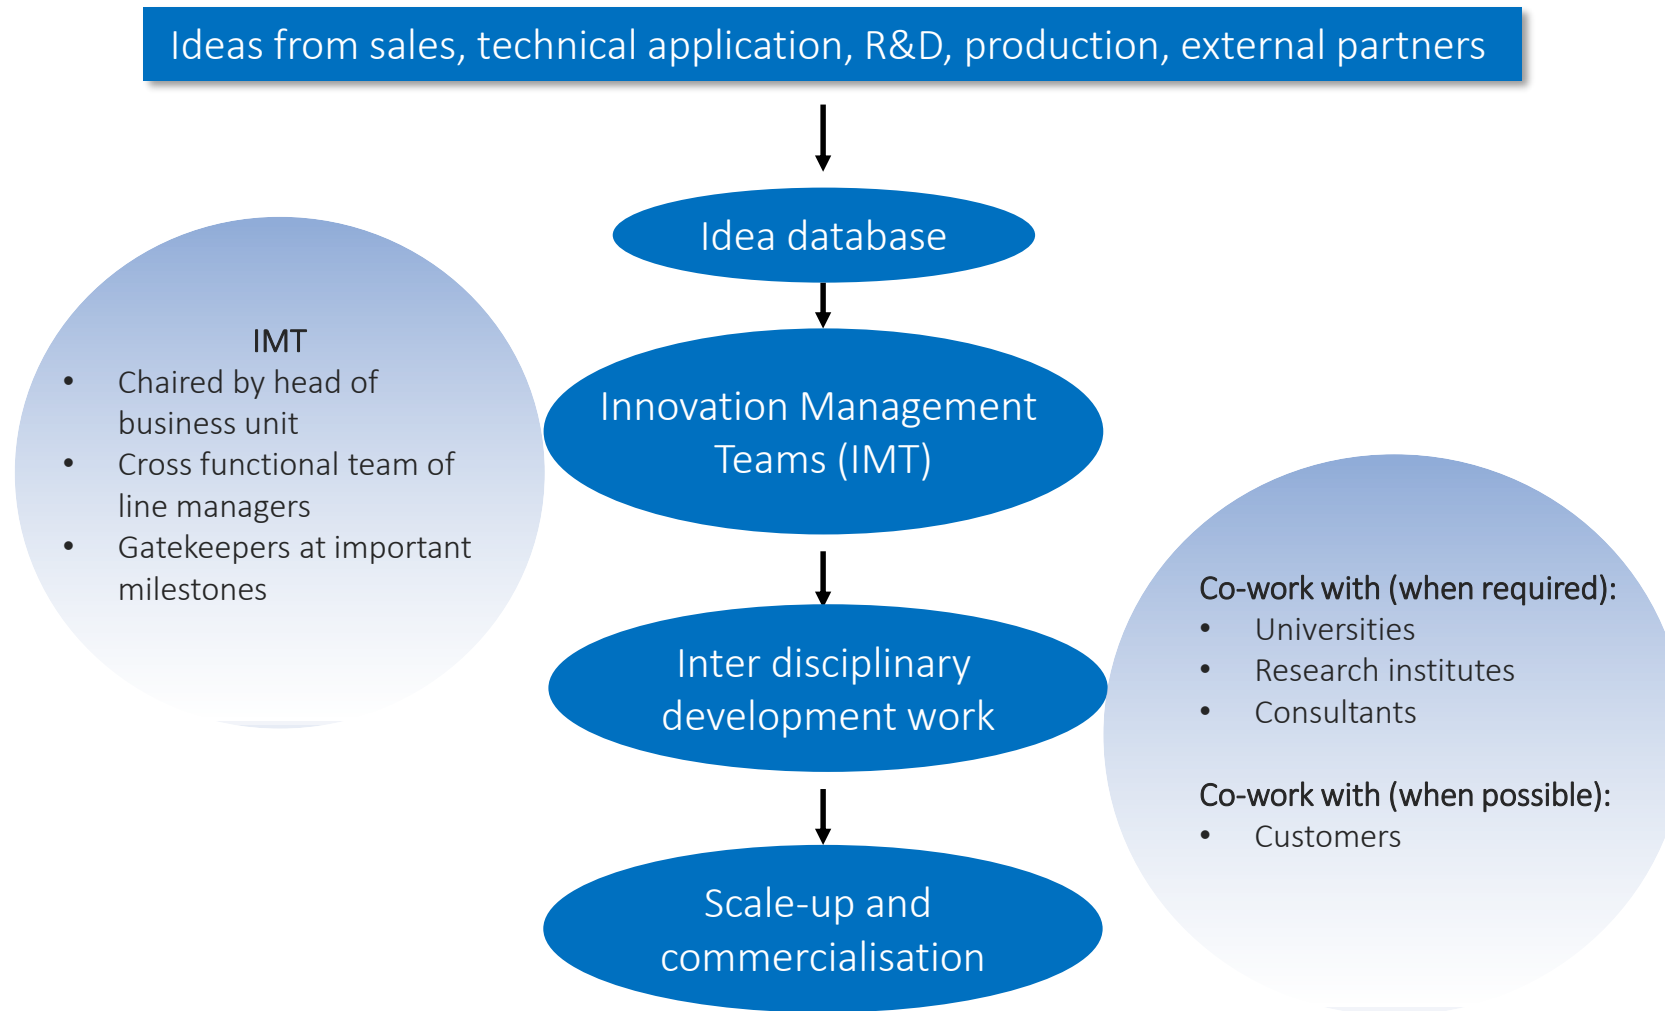 Ideas from sales, technical application, R&D, production, external partners
Idea database
IMT
• Chaired by head of
business unit
• Cross functional team of
line managers
• Gatekeepers at important
milestones
Innovation Management
Teams (IMT)
Inter disciplinary
development work
Co-work with (when required):
• Universities
• Research institutes
• Consultants
Co-work with (when possible):
• Customers
Scale-up and
commercialisation